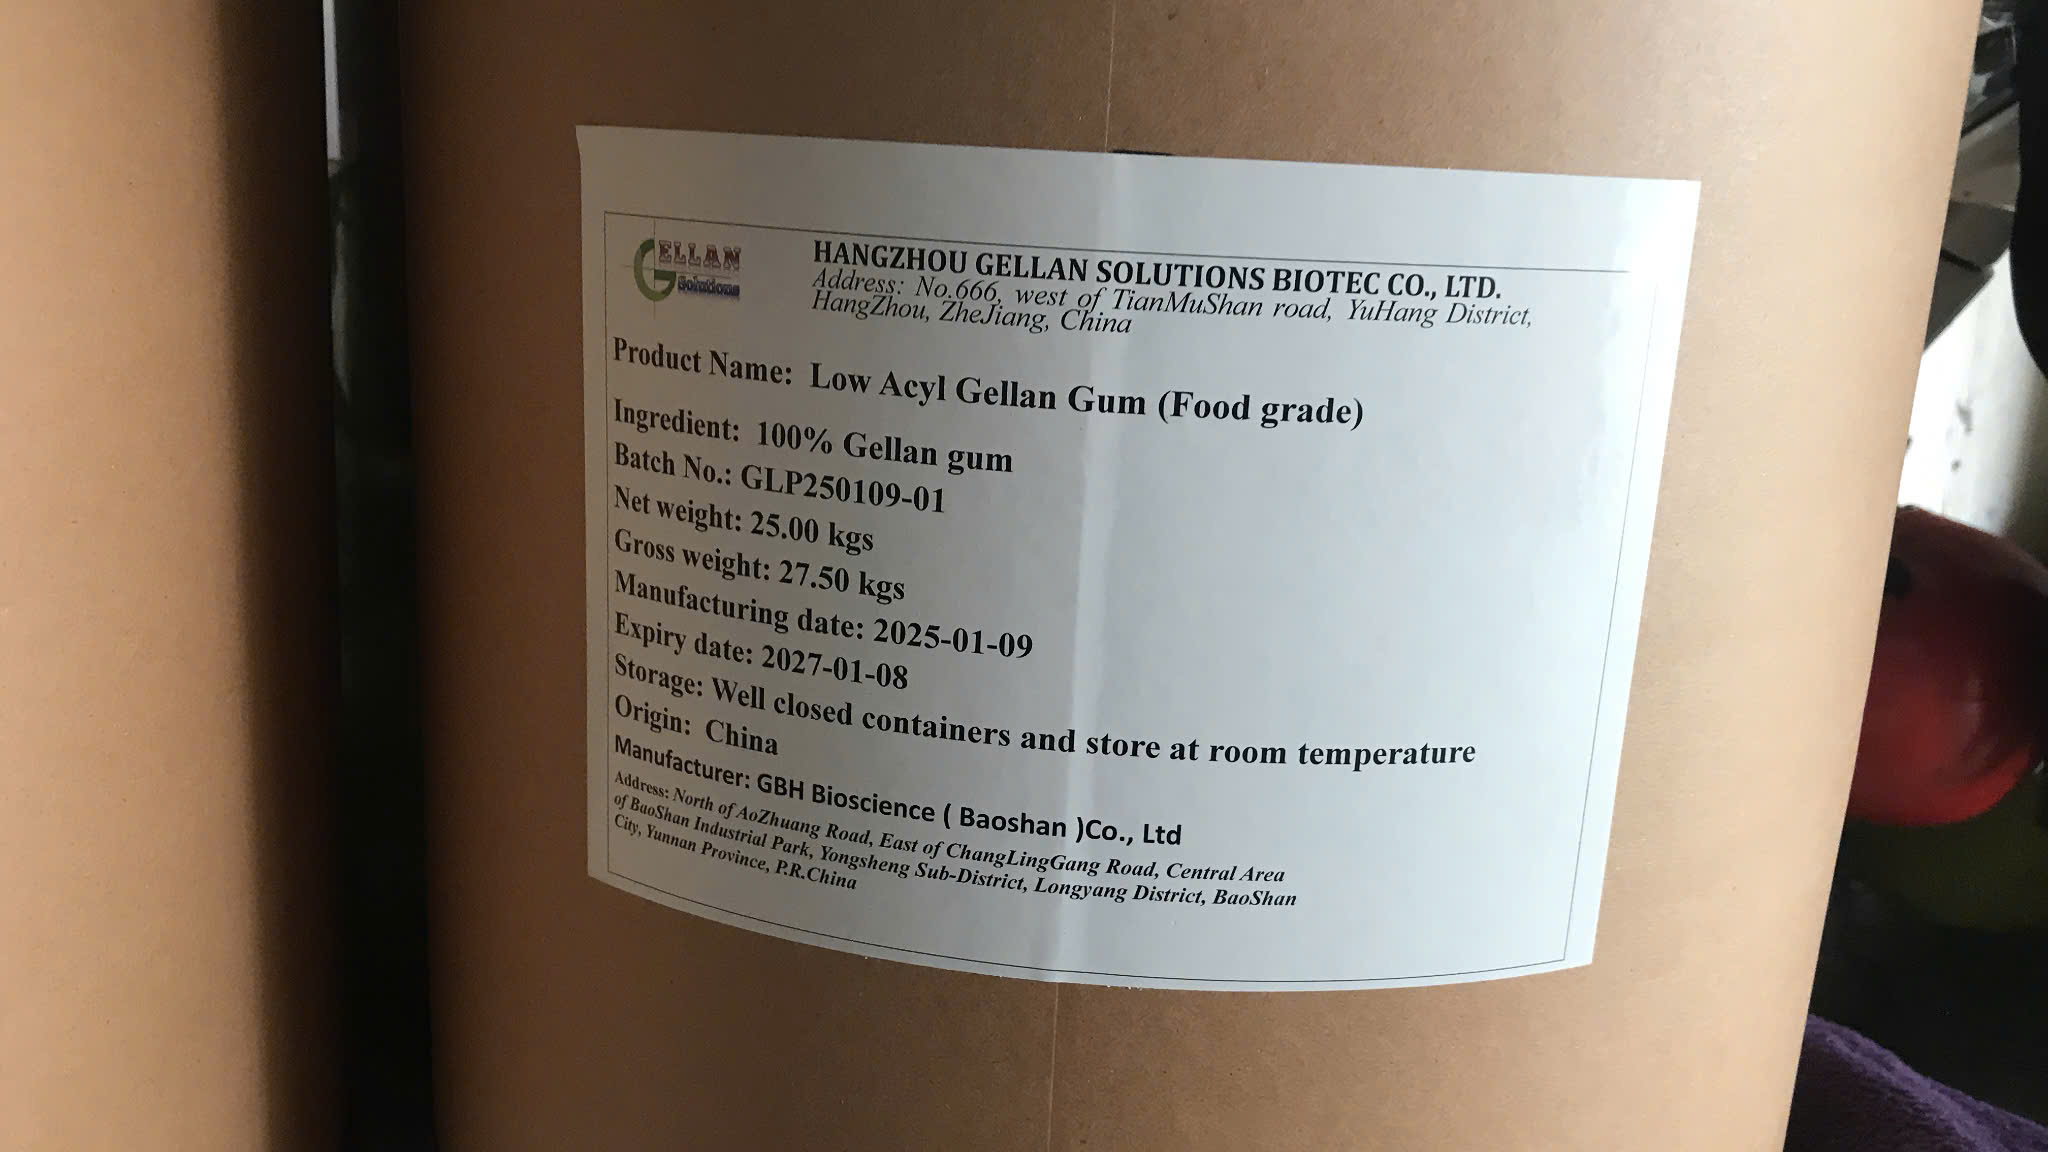 GELLAN
Solutions
HANGZHOU GELLAN SOLUTIONS BIOTEC CO., LTD.
Address: No.666, west of TianMuShan road, YuHang District,
HangZhou, ZheJiang, China
Product Name: Low Acyl Gellan Gum (Food grade)
Ingredient: 100% Gellan gum
Batch No.: GLP250109-01
Net weight: 25.00 kgs
Gross weight: 27.50 kgs
Manufacturing date: 2025-01-09
Expiry date: 2027-01-08
Storage: Well closed containers and store at room temperature
Origin: China
Manufacturer: GBH Bioscience ( Baoshan )Co., Ltd
Address: North of AoZhuang Road, East of ChangLingGang Road, Central Area
of BaoShan Industrial Park, Yongsheng Sub-District, Longyang District, BaoShan
City, Yunnan Province, P.R.China